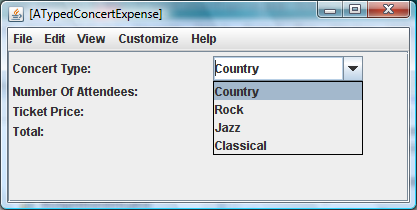 [ATypedConcertExpense]
File Edit View Customize Help
Concert Type: Country
Number Of Attendees: Country
Ticket Price: Rock
Total: Jazz
Classical